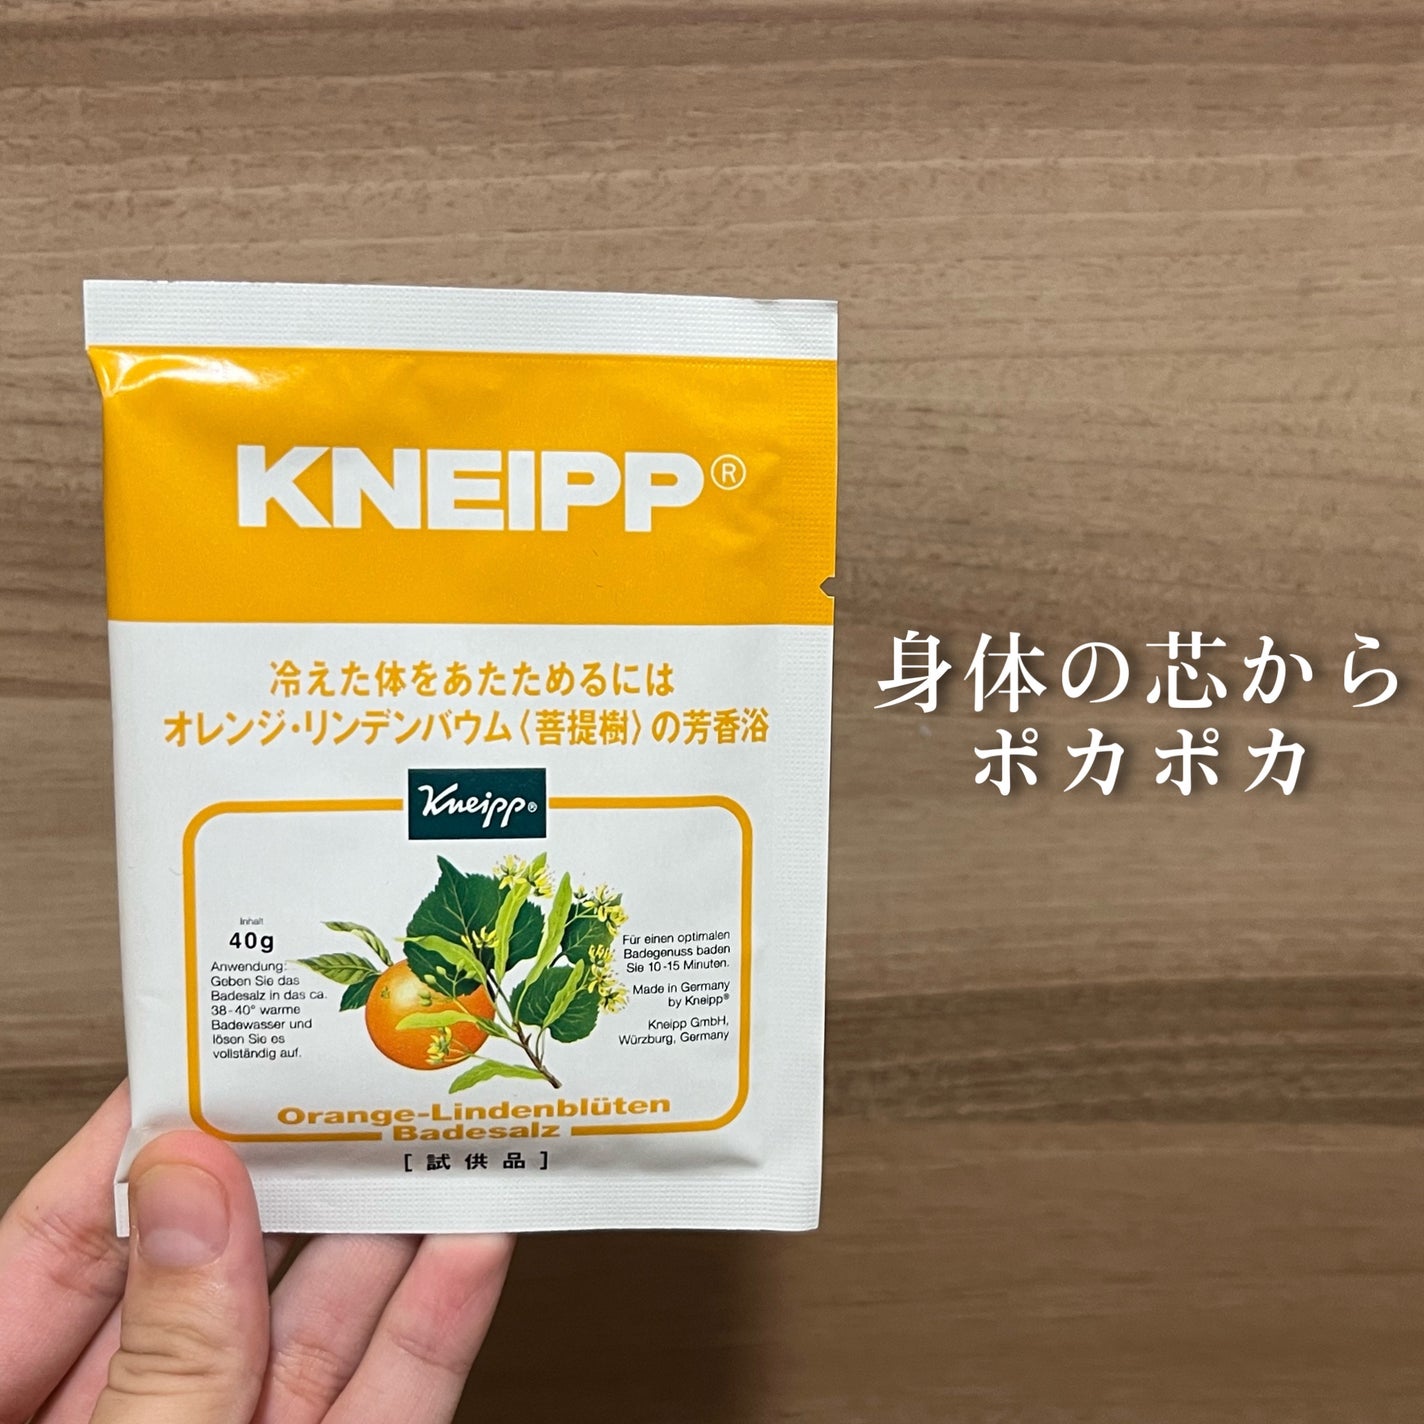 KNEIPP®
冷えた体をあたためるには
オレンジ・リンデンバウム〈菩提樹〉の芳香浴
Kneipp®
Inhalt
40g
Anwendung:
Geben Sie das
Badesalz in das ca.
38-40° warme
Badewasser und
lösen Sie es
vollständig auf.
Für einen optimalen
Badegenuss baden
Sie 10-15 Minuten.
Made in Germany
by Kneipp®
Kneipp GmbH,
Würzburg, Germany
Orange-Lindenblüten
Badesalz
[試供品]
身体の芯から
ポカポカ